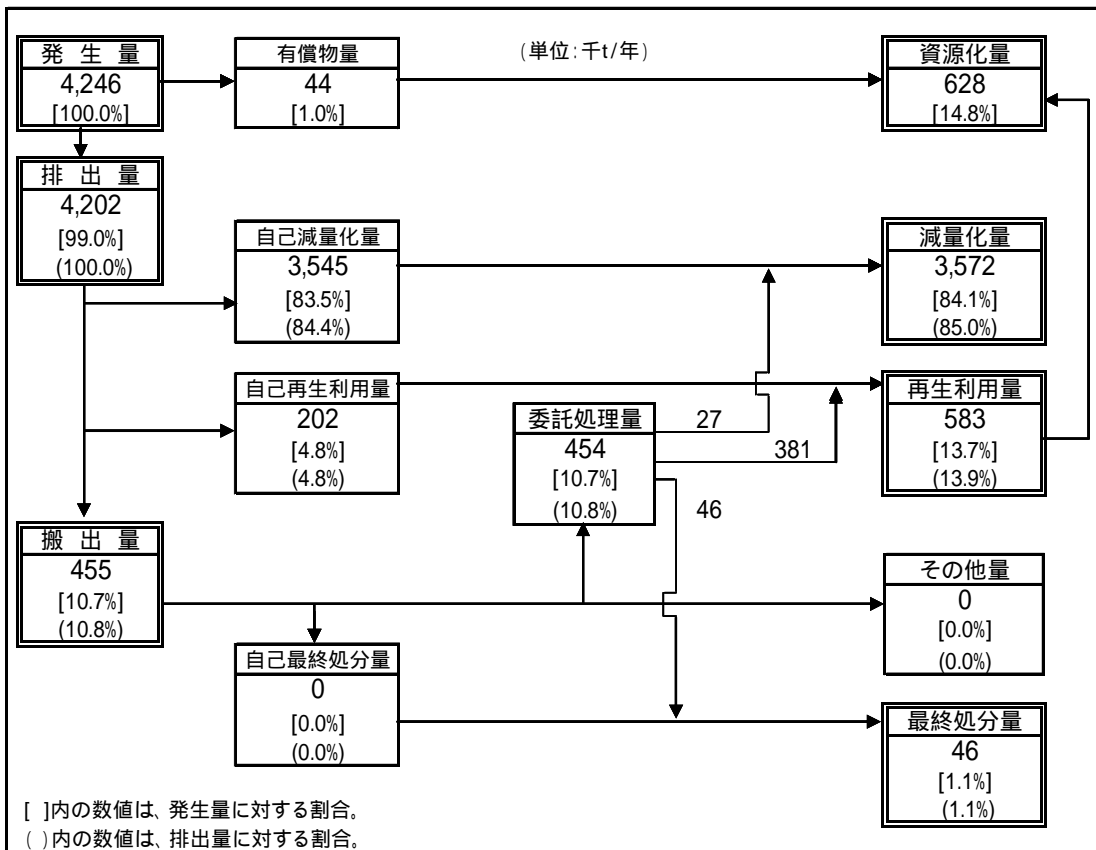 発 生 量
4,246
[100.0%]
有償物量
44
[1.0%]
(単位:千t/年)
資源化量
628
[14.8%]
排 出 量
4,202
[99.0%]
(100.0%)
自己減量化量
3,545
[83.5%]
(84.4%)
減量化量
3,572
[84.1%]
(85.0%)
自己再生利用量
202
[4.8%]
(4.8%)
委託処理量
454
[10.7%]
(10.8%)
27
381
46
再生利用量
583
[13.7%]
(13.9%)
搬 出 量
455
[10.7%]
(10.8%)
その他量
0
[0.0%]
(0.0%)
自己最終処分量
0
[0.0%]
(0.0%)
最終処分量
46
[1.1%]
(1.1%)
[ ]内の数値は、発生量に対する割合。
( )内の数値は、排出量に対する割合。